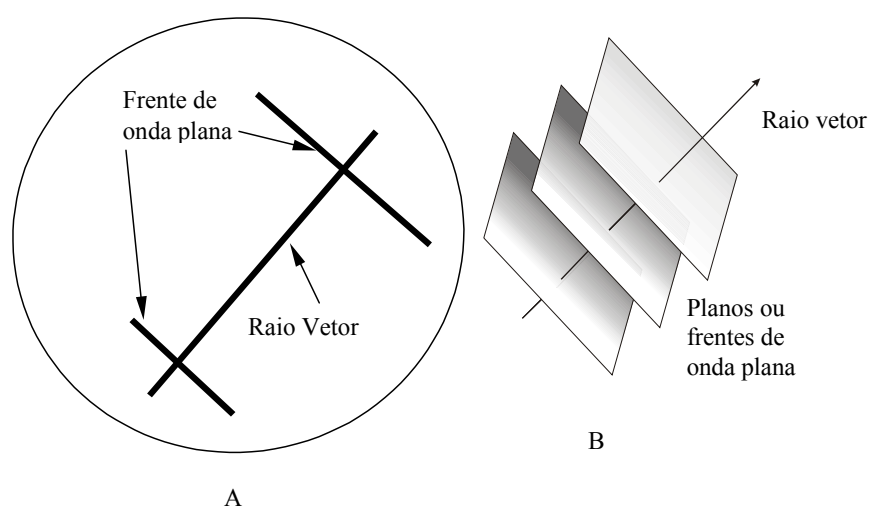 Frente de
onda plana
Raio Vetor
A
Raio vetor
Planos ou
frentes de
onda plana
B